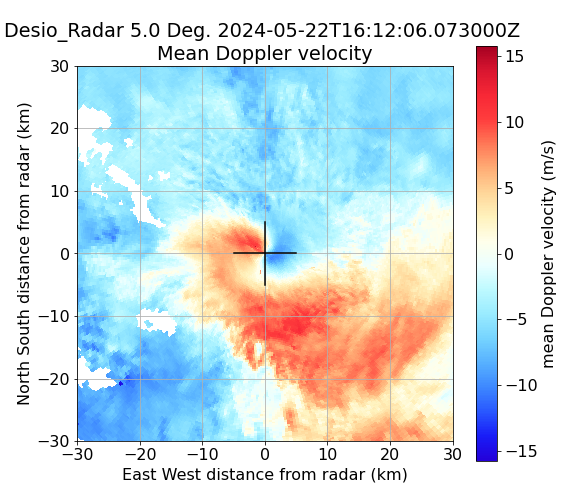 Desio_Radar 5.0 Deg. 2024-05-22T16:12:06.073000Z
Mean Doppler velocity
30
20
10
0
−10
−20
−30
−30 −20 −10 0 10 20 30
East West distance from radar (km)
North South distance from radar (km)
15
10
5
0
−5
−10
−15
mean Doppler velocity (m/s)